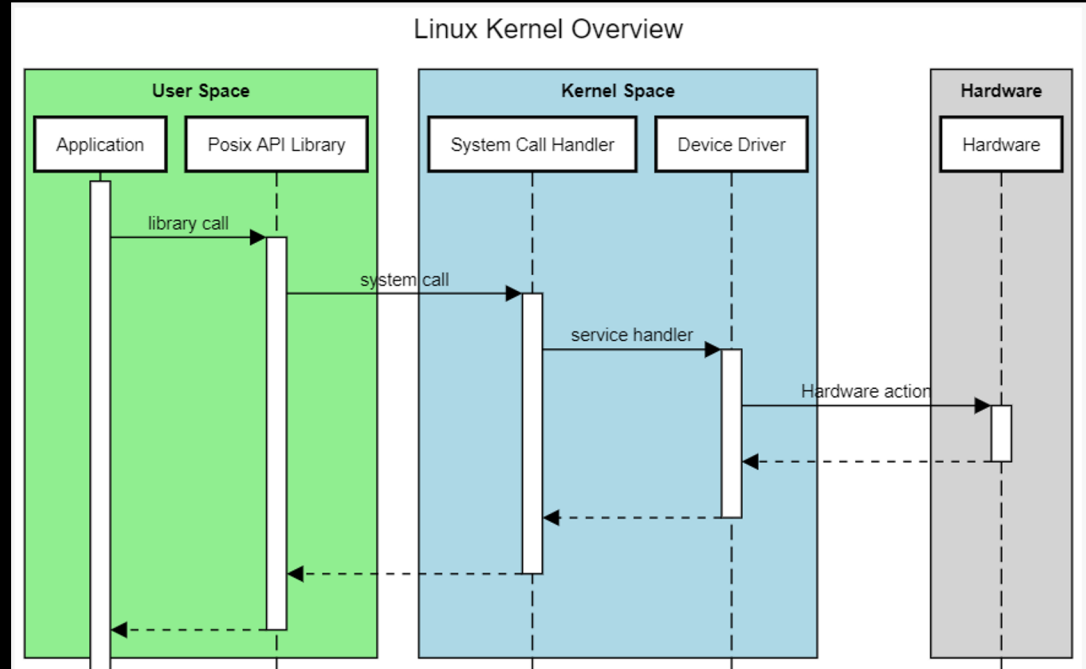 Linux Kernel Overview
User Space
Kernel Space
Hardware
Application
Posix API Library
System Call Handler
Device Driver
Hardware
library call
system call
service handler
Hardware action